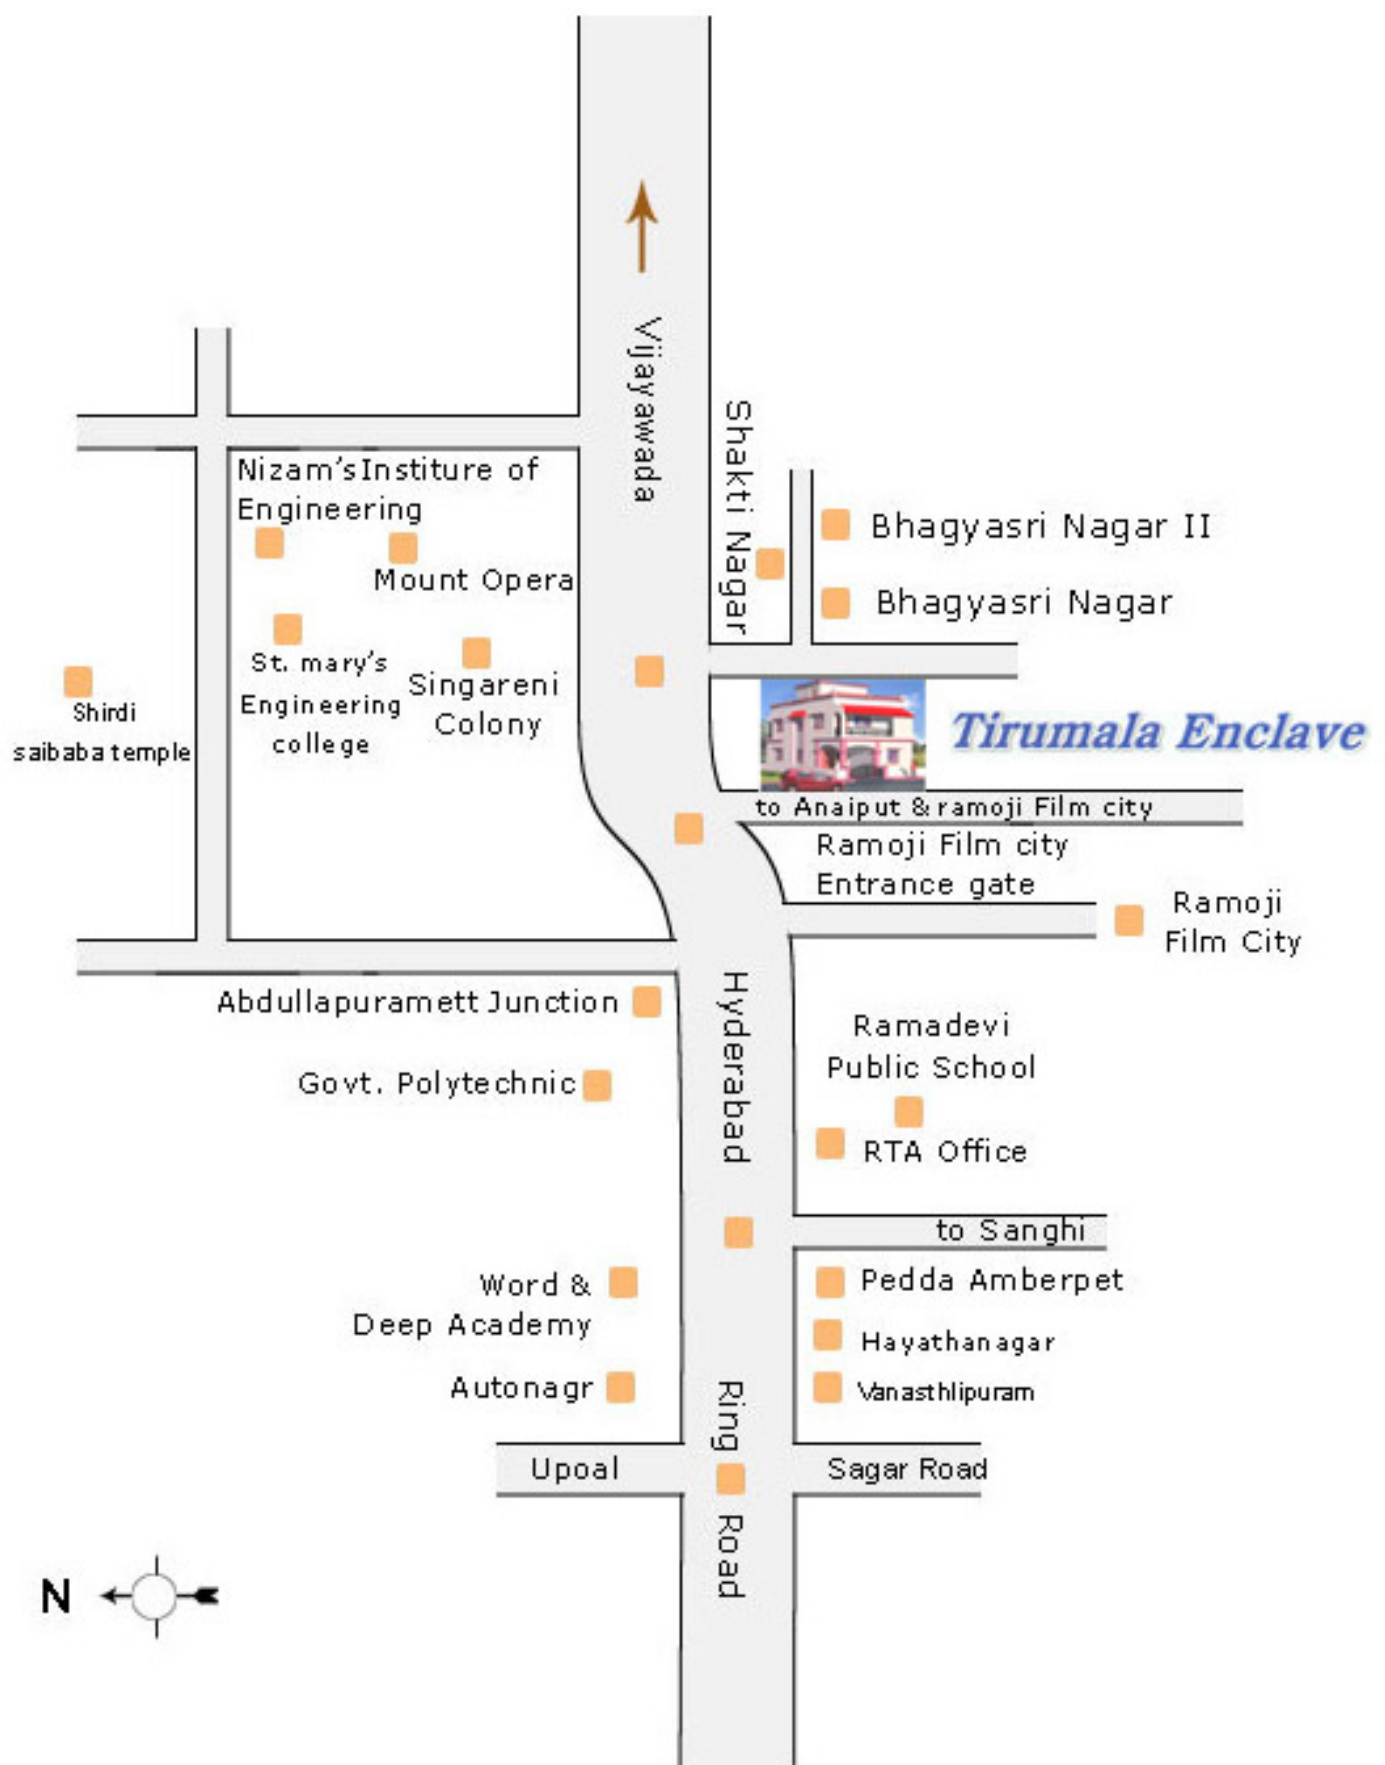 Vijayawada
Shakti Nagar
Nizam's Institure of
Engineering
Mount Opera
Bhagyasri Nagar II
Bhagyasri Nagar
St. mary's
Engineering
college
Singareni
Colony
Shirdi
saibaba temple
Tirumala Enclave
to Anaiput & ramoji Film city
Ramoji Film city
Entrance gate
Ramoji
Film City
Hyderabad
Abdullapuramett Junction
Govt. Polytechnic
Ramadevi
Public School
RTA Office
to Sanghi
Word &
Deep Academy
Autonagr
Pedda Amberpet
Hayathanagar
Vanasthlipuram
Ring Road
Upoal
Sagar Road
N